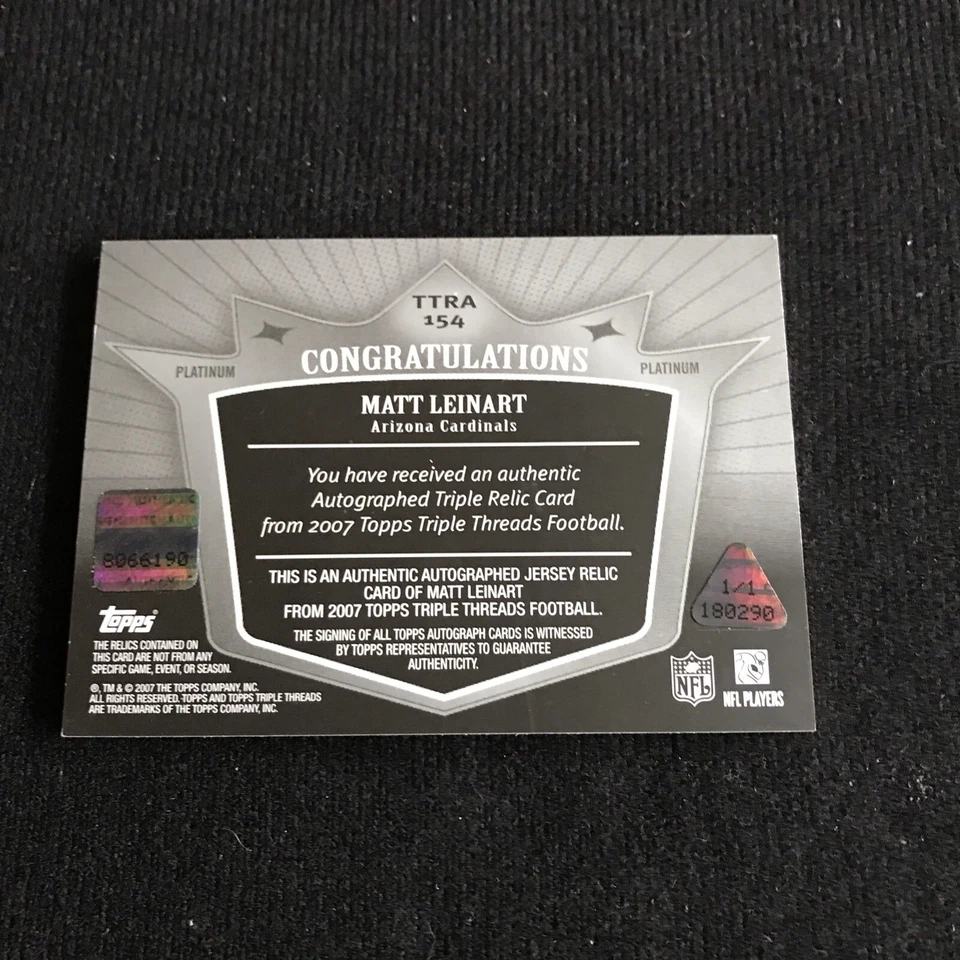 TTRA
154
CONGRATULATIONS
PLATINUM
PLATINUM
MATT LEINART
Arizona Cardinals
You have received an authentic
Autographed Triple Relic Card
from 2007 Topps Triple Threads Football.
THIS IS AN AUTHENTIC AUTOGRAPHED JERSEY RELIC
CARD OF MATT LEINART
FROM 2007 TOPPS TRIPLE THREADS FOOTBALL.
THE SIGNING OF ALL TOPPS AUTOGRAPH CARDS IS WITNESSED
BY TOPPS REPRESENTATIVES TO GUARANTEE
AUTHENTICITY.
8066190
topps®
THE RELICS CONTAINED ON
THIS CARD ARE NOT FROM ANY
SPECIFIC GAME, EVENT, OR SEASON.
®, TM & © 2007 THE TOPPS COMPANY, INC.
ALL RIGHTS RESERVED. TOPPS AND TOPPS TRIPLE THREADS
ARE TRADEMARKS OF THE TOPPS COMPANY, INC.
1/1
180290
NFL
NFL PLAYERS